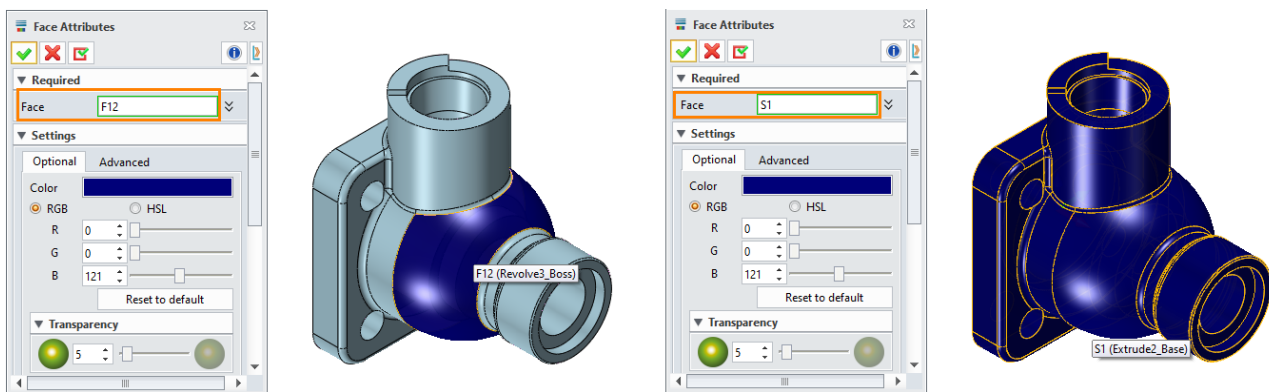 Face Attributes
Required
Face F12
Settings
Optional Advanced
Color
RGB HSL
R 0
G 0
B 121
Reset to default
Transparency
5
F12 (Revolve3_Boss)
Face Attributes
Required
Face S1
Settings
Optional Advanced
Color
RGB HSL
R 0
G 0
B 121
Reset to default
Transparency
5
S1 (Extrude2_Base)